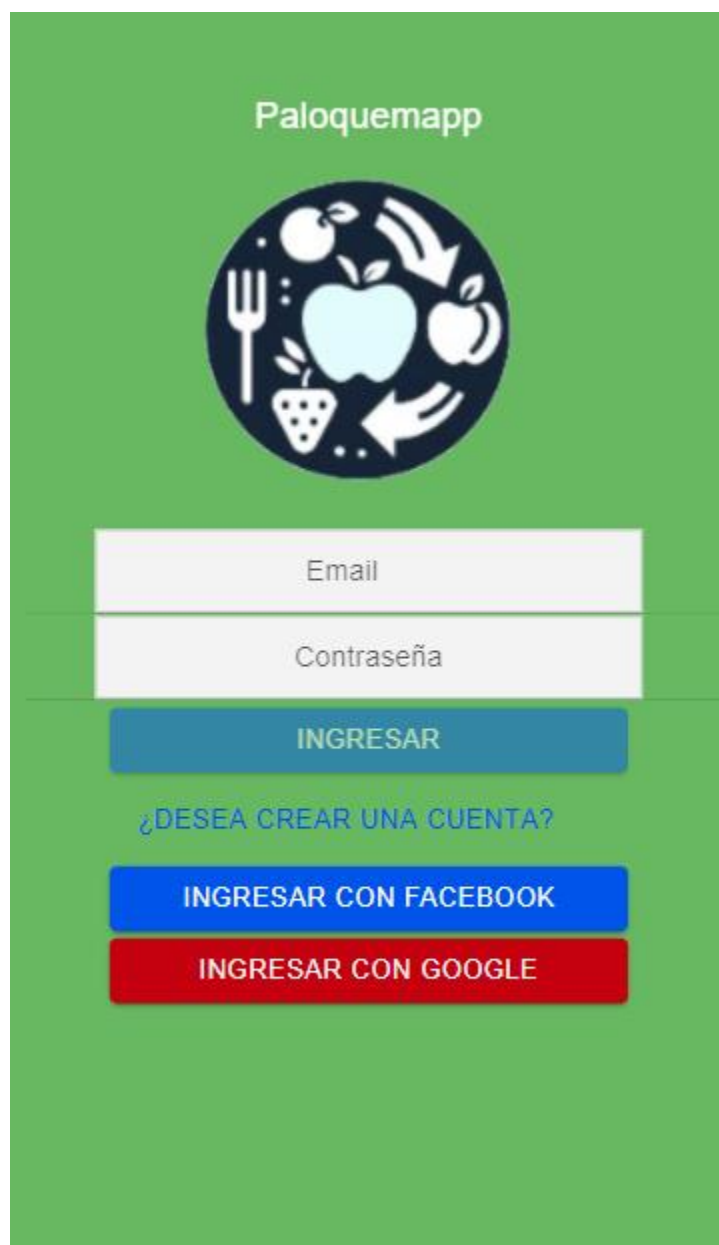 Paloquemapp
Email
Contraseña
INGRESAR
¿DESEA CREAR UNA CUENTA?
INGRESAR CON FACEBOOK
INGRESAR CON GOOGLE